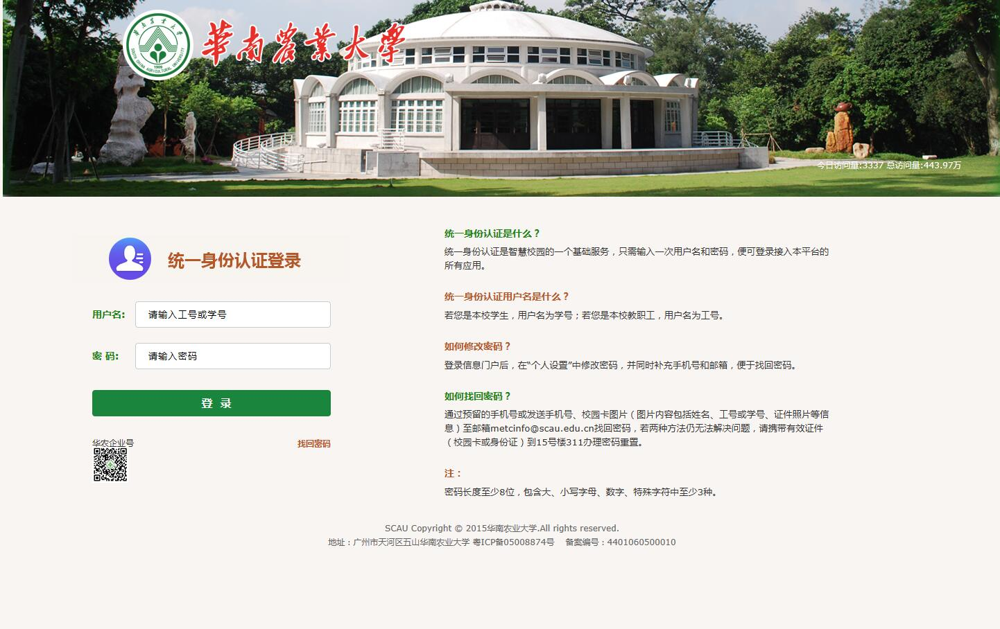 華南農業大學
華南農業大學
SOUTH CHINA AGRICULTURAL UNIVERSITY
1909
今日访问量:3337 总访问量:443.97万
统一身份认证登录
用户名:
请输入工号或学号
密 码:
请输入密码
登 录
华农企业号
找回密码
统一身份认证是什么？
统一身份认证是智慧校园的一个基础服务，只需输入一次用户名和密码，便可登录接入本平台的
所有应用。
统一身份认证用户名是什么？
若您是本校学生，用户名为学号；若您是本校教职工，用户名为工号。
如何修改密码？
登录信息门户后，在“个人设置”中修改密码，并同时补充手机号和邮箱，便于找回密码。
如何找回密码？
通过预留的手机号或发送手机号、校园卡图片（图片内容包括姓名、工号或学号、证件照片等信
息）至邮箱metcinfo@scau.edu.cn找回密码，若两种方法仍无法解决问题，请携带有效证件
（校园卡或身份证）到15号楼311办理密码重置。
注：
密码长度至少8位，包含大、小写字母、数字、特殊字符中至少3种。
SCAU Copyright © 2015华南农业大学.All rights reserved.
地址：广州市天河区五山华南农业大学 粤ICP备05008874号 备案编号：4401060500010